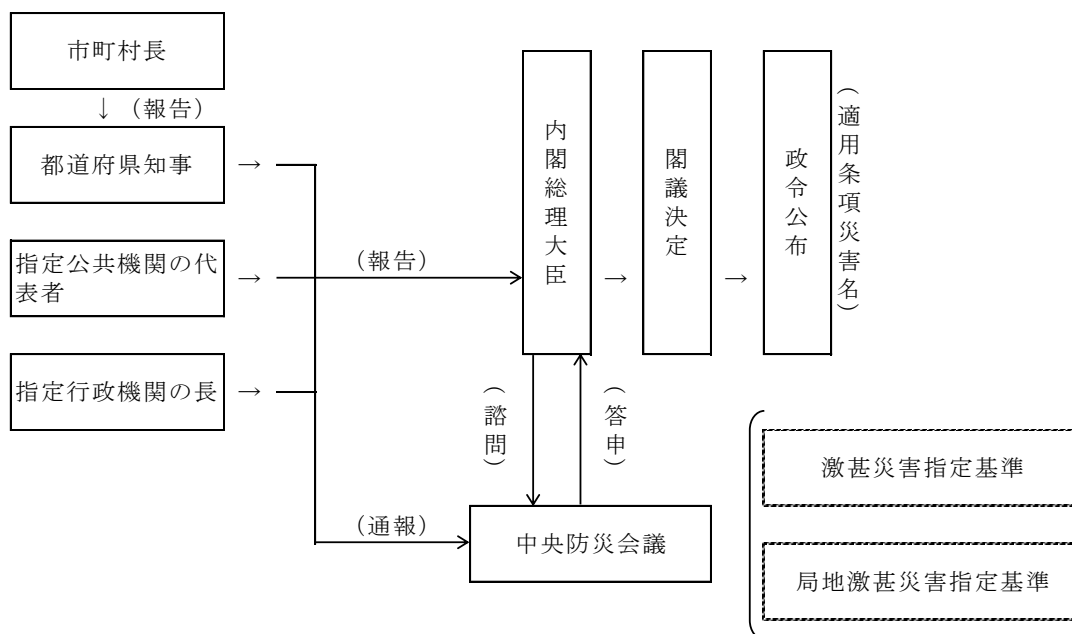 市町村長
↓（報告）
都道府県知事 →
指定公共機関の代
表者 →
指定行政機関の長 →
（報告）
（通報）
内閣総理大臣
→
閣議決定
→
政令公布
（適用条項災害名）
（諮問）
（答申）
中央防災会議
激甚災害指定基準
局地激甚災害指定基準